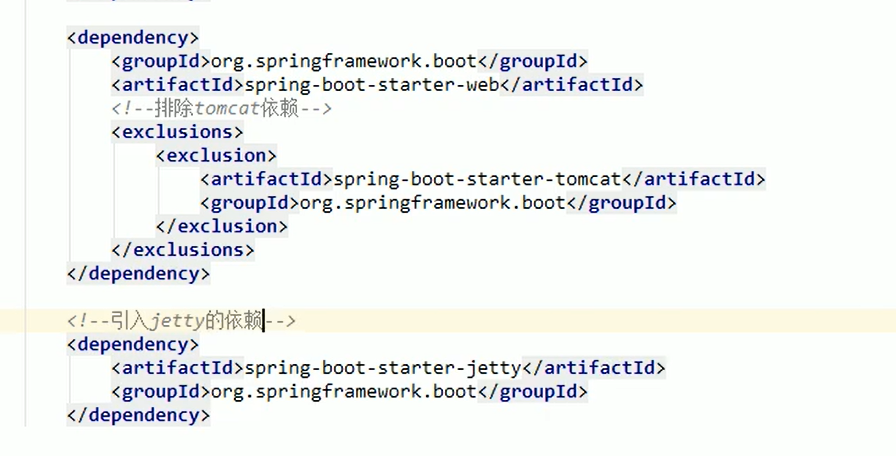 <dependency>
<groupId>org.springframework.boot</groupId>
<artifactId>spring-boot-starter-web</artifactId>
<!--排除tomcat依赖-->
<exclusions>
<exclusion>
<artifactId>spring-boot-starter-tomcat</artifactId>
<groupId>org.springframework.boot</groupId>
</exclusion>
</exclusions>
</dependency>
<!--引入jetty的依赖-->
<dependency>
<artifactId>spring-boot-starter-jetty</artifactId>
<groupId>org.springframework.boot</groupId>
</dependency>